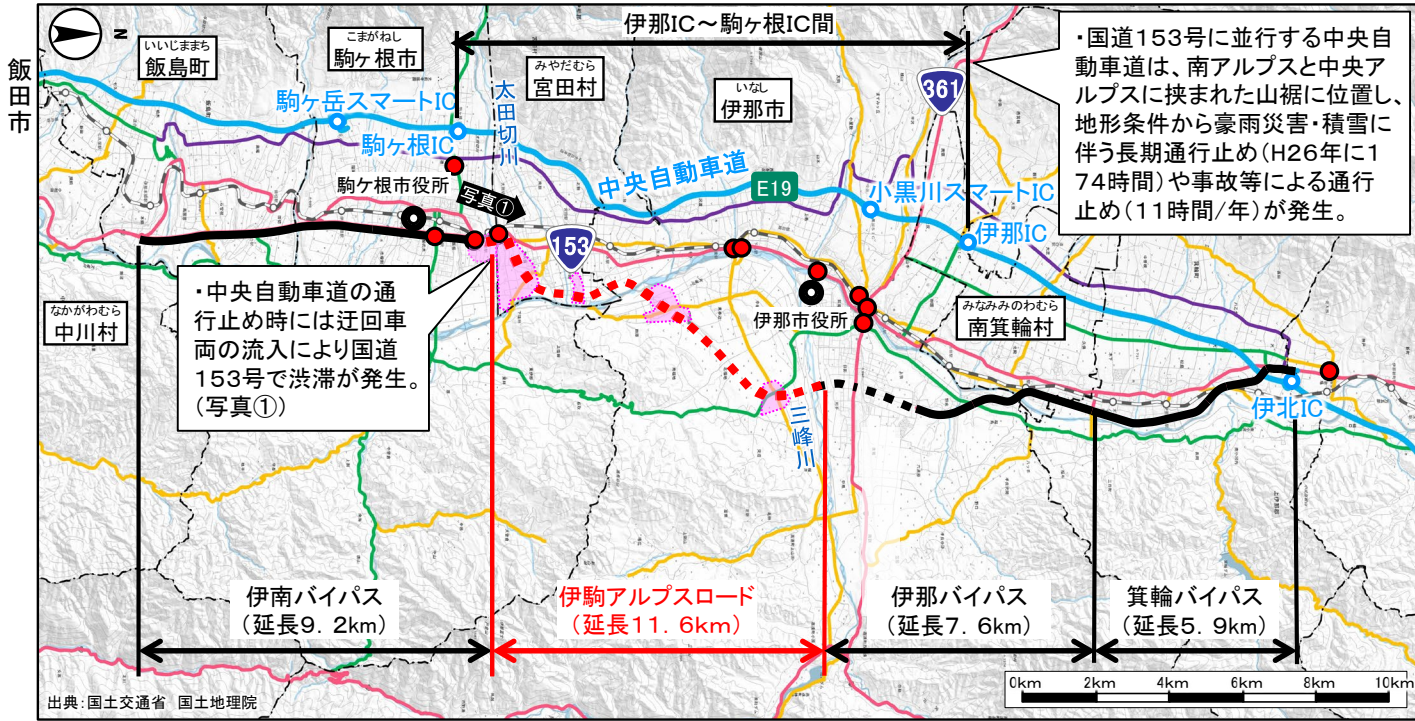 伊那IC～駒ヶ根IC間
N
飯田市
いいじままち
飯島町
こまがねし
駒ヶ根市
みやだむら
宮田村
いなし
伊那市
・国道153号に並行する中央自
動車道は、南アルプスと中央ア
ルプスに挟まれた山裾に位置し、
地形条件から豪雨災害・積雪に
伴う長期通行止め（H26年に1
74時間）や事故等による通行
止め（11時間/年）が発生。
361
駒ヶ岳スマートIC
駒ヶ根IC
太田切川
中央自動車道
E19
小黒川スマートIC
伊那IC
駒ヶ根市役所
写真①
153
・中央自動車道の通
行止め時には迂回車
両の流入により国道
153号で渋滞が発生。
（写真①）
なかがわむら
中川村
伊那市役所
みなみみのわむら
南箕輪村
三峰川
伊北IC
伊南バイパス
（延長9．2km）
伊駒アルプスロード
（延長11．6km）
伊那バイパス
（延長7．6km）
箕輪バイパス
（延長5．9km）
0km 2km 4km 6km 8km 10km
出典：国土交通省 国土地理院